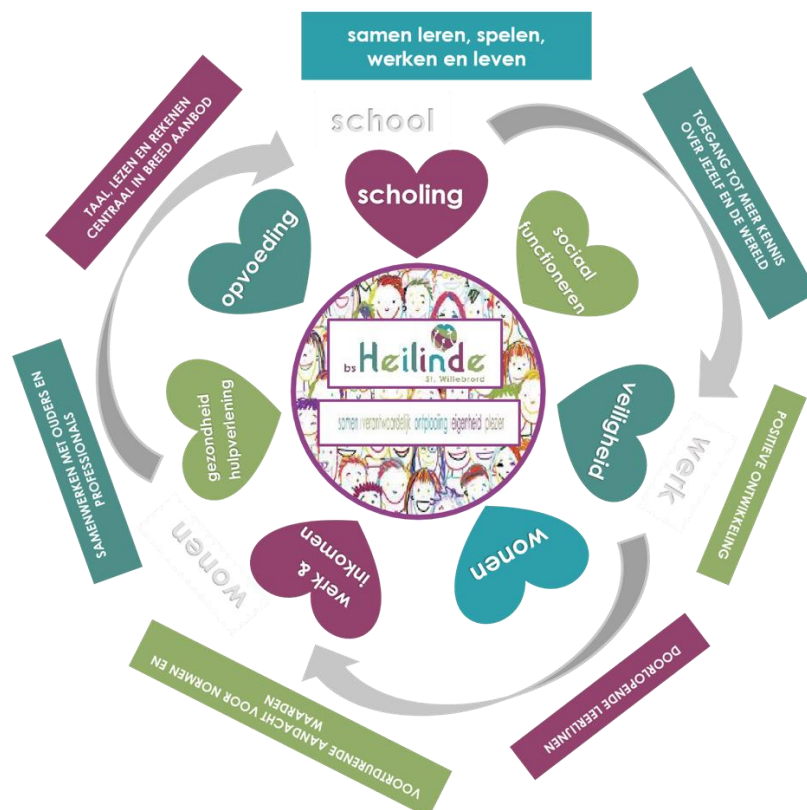 samen leren, spelen,
werken en leven
school
scholing
TOEGANG TOT MEER KENNIS
OVER JEZELF EN DE WERELD
sociaal
functioneren
veiligheid
werk
POSITIEVE ONTWIKKELING
wonen
DOORLOPENDE LEERLIJNEN
werk &
inkomen
VOORTDURENDE AANDACHT VOOR NORMEN EN
WAARDEN
wonen
gezondheid
hulpverlening
SAMENWERKEN MET OUDERS EN
PROFESSIONALS
opvoeding
TAAL, LEZEN EN REKENEN
CENTRAAL IN BREED AANBOD
bs Heilinde
St. Willebrord
samen verantwoordelijk ontplooiing eigenheid plezier